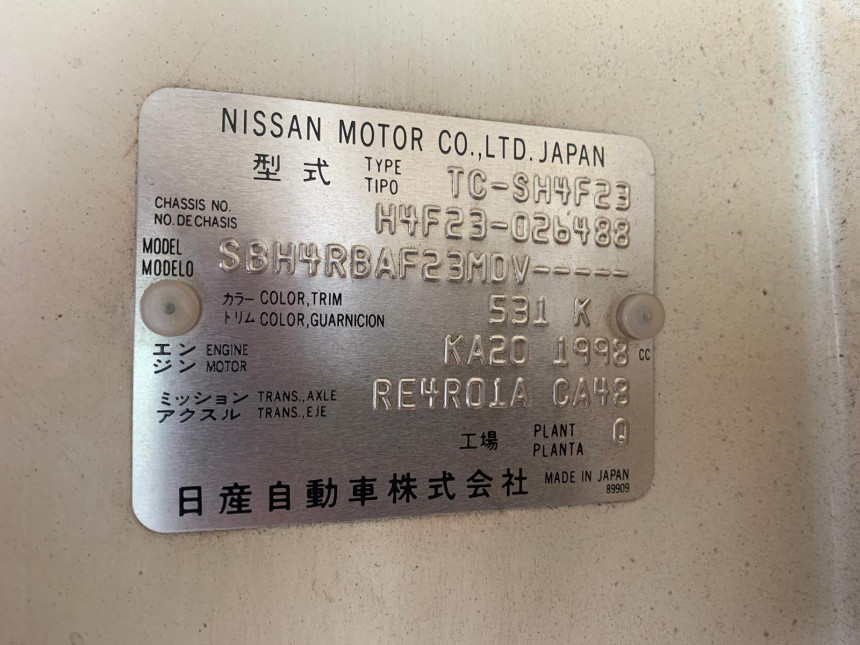 NISSAN MOTOR CO.,LTD. JAPAN
型式 TYPE TIPO TC-SH4F23
CHASSIS NO. NO. DE CHASIS H4F23-026488
MODEL MODELO SBH4RBAF23MDV-----
カラー COLOR,TRIM トリム COLOR,GUARNICION 531 K
エンジン ENGINE MOTOR KA20 1998 CC
ミッション TRANS.,AXLE アクスル TRANS.,EJE RE4R01A CA48
工場 PLANT PLANTA Q
日産自動車株式会社 MADE IN JAPAN
89909